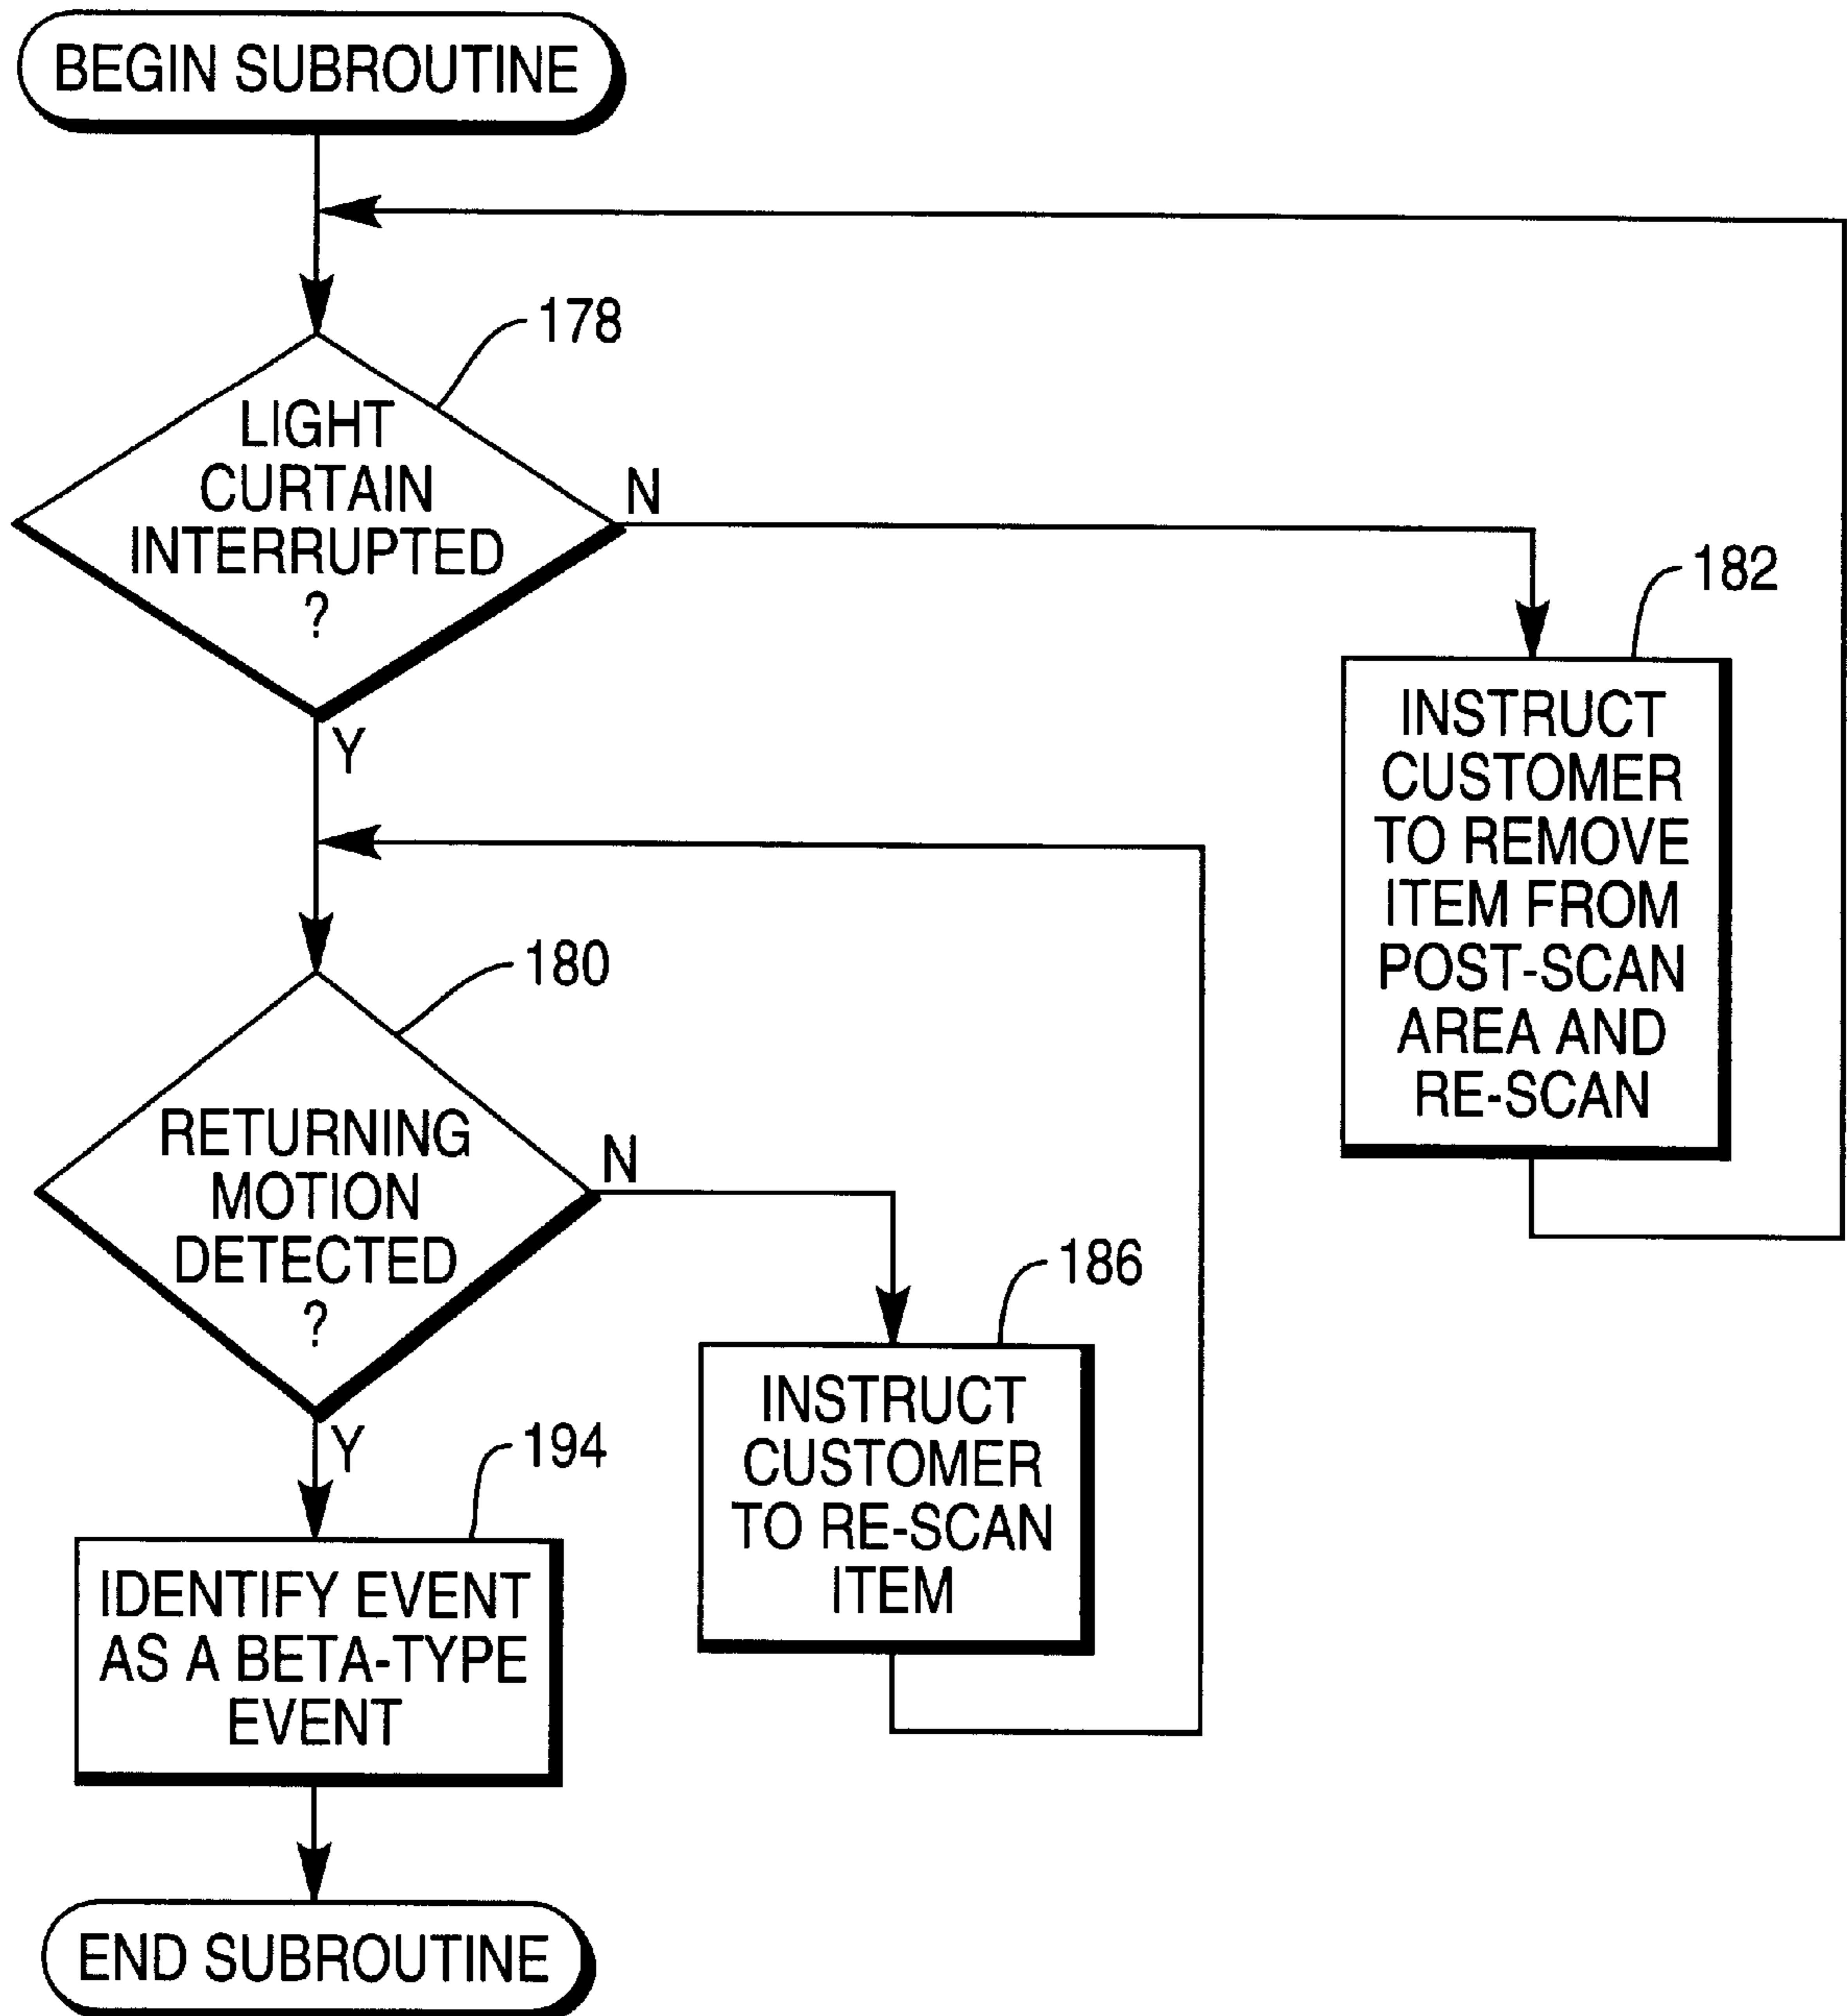 BEGIN SUBROUTINE
178
LIGHT
CURTAIN
INTERRUPTED
?
N
Y
182
INSTRUCT
CUSTOMER
TO REMOVE
ITEM FROM
POST-SCAN
AREA AND
RE-SCAN
180
RETURNING
MOTION
DETECTED
?
N
Y
186
INSTRUCT
CUSTOMER
TO RE-SCAN
ITEM
194
IDENTIFY EVENT
AS A BETA-TYPE
EVENT
END SUBROUTINE